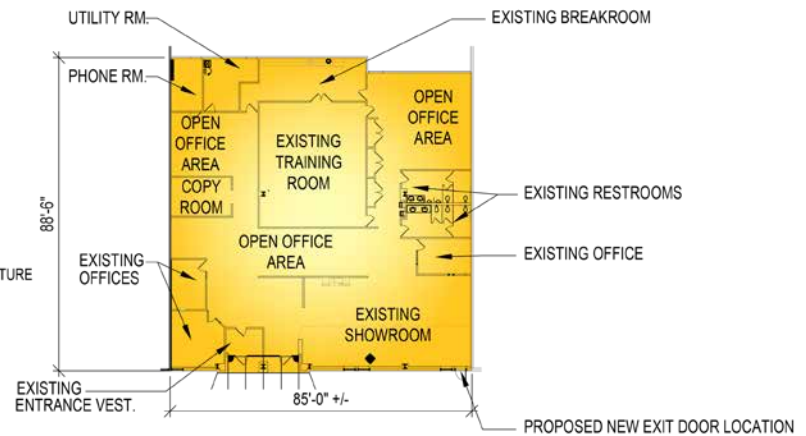 UTILITY RM.
EXISTING BREAKROOM
PHONE RM.
OPEN
OFFICE
AREA
OPEN
OFFICE
AREA
EXISTING
TRAINING
ROOM
COPY
ROOM
EXISTING RESTROOMS
88'-6"
OPEN OFFICE
AREA
EXISTING OFFICE
TURE
EXISTING
OFFICES
EXISTING
SHOWROOM
EXISTING
ENTRANCE VEST.
85'-0" +/-
PROPOSED NEW EXIT DOOR LOCATION